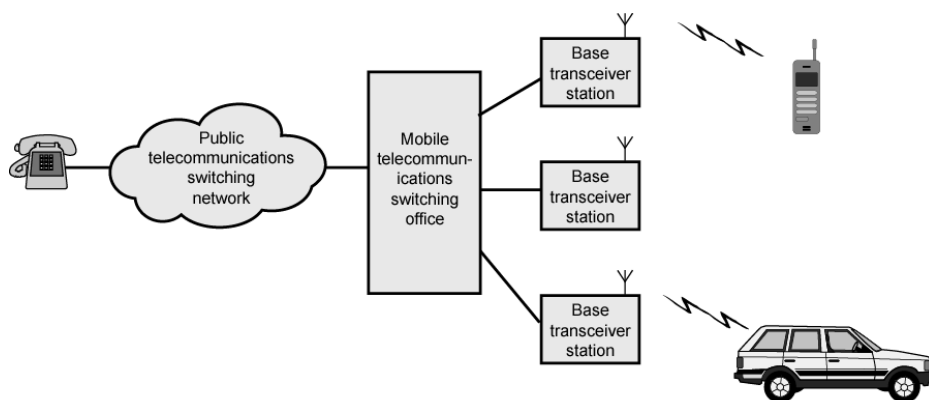 Public
telecommunications
switching
network
Mobile
telecommun-
ications
switching
office
Base
transceiver
station
Base
transceiver
station
Base
transceiver
station